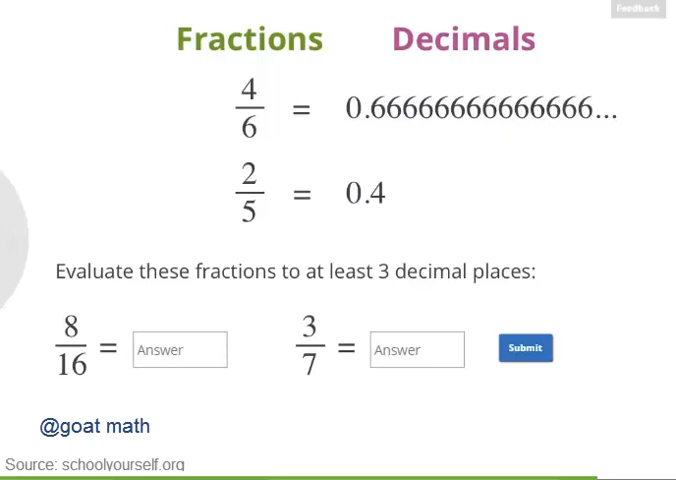 Feedback
Fractions Decimals
4/6 = 0.66666666666666...
2/5 = 0.4
Evaluate these fractions to at least 3 decimal places:
8/16 = Answer 3/7 = Answer Submit
@goat math
Source: schoolyourself.org